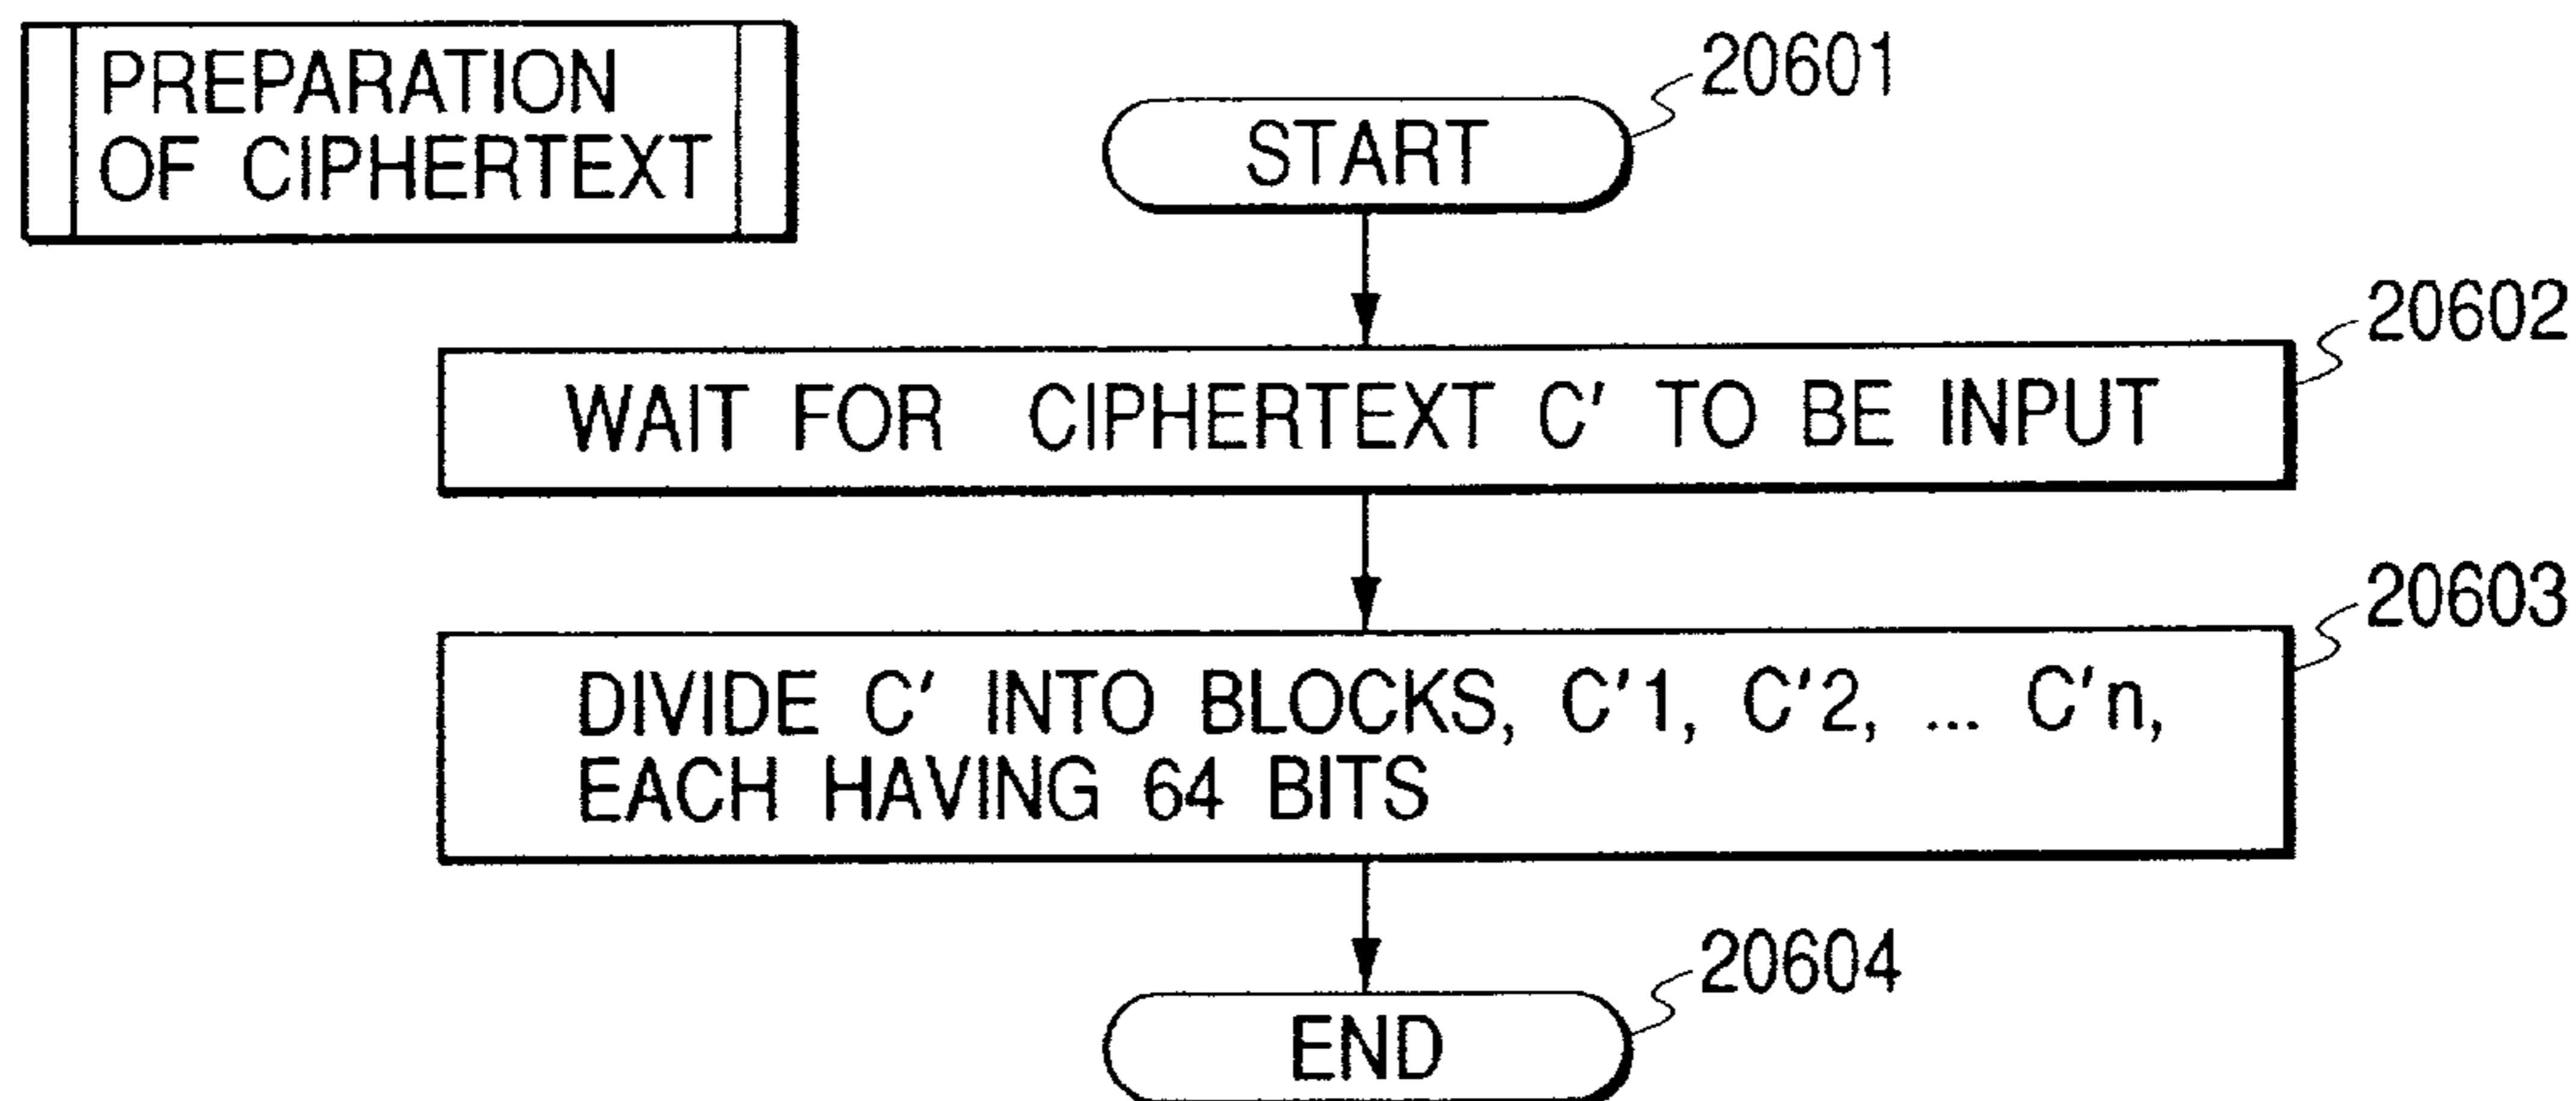 PREPARATION
OF CIPHERTEXT
20601
START
20602
WAIT FOR CIPHERTEXT C' TO BE INPUT
20603
DIVIDE C' INTO BLOCKS, C'1, C'2, ... C'n,
EACH HAVING 64 BITS
20604
END